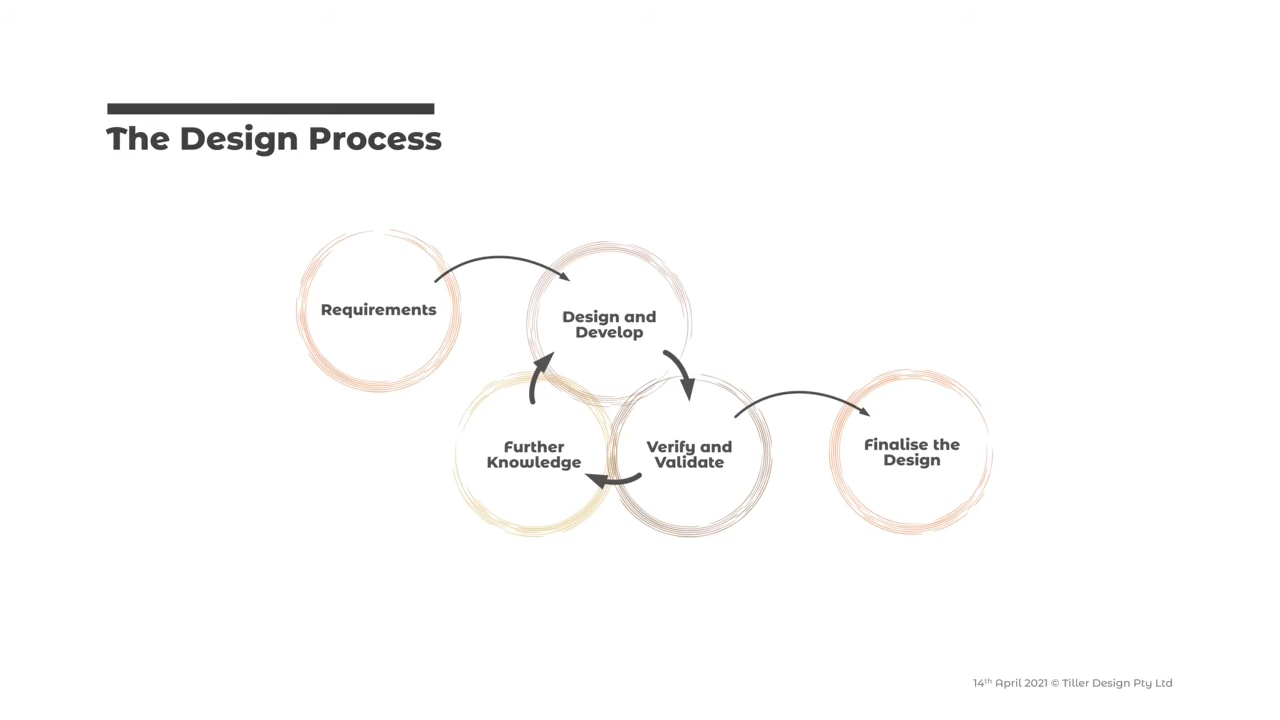 The Design Process
Requirements
Design and
Develop
Further
Knowledge
Verify and
Validate
Finalise the
Design
14th April 2021 © Tiller Design Pty Ltd